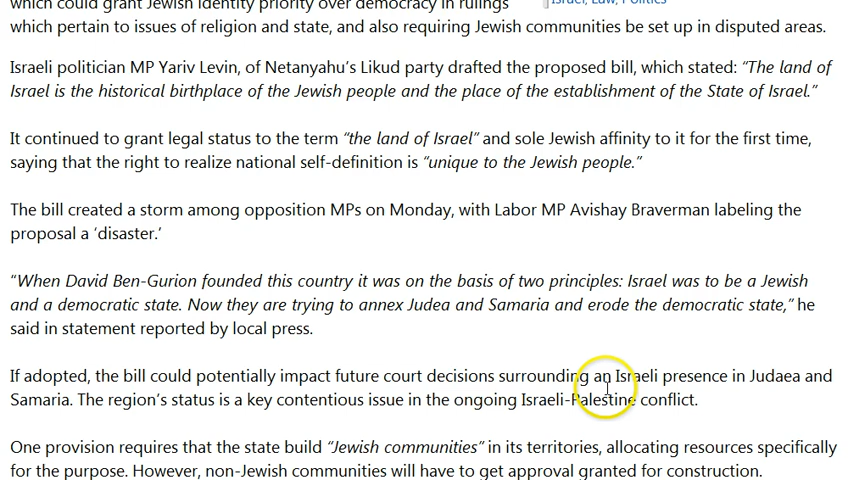 which could grant Jewish identity priority over democracy in rulings
Israel, Law, Politics
which pertain to issues of religion and state, and also requiring Jewish communities be set up in disputed areas.
Israeli politician MP Yariv Levin, of Netanyahu's Likud party drafted the proposed bill, which stated: “The land of
Israel is the historical birthplace of the Jewish people and the place of the establishment of the State of Israel.”
It continued to grant legal status to the term “the land of Israel” and sole Jewish affinity to it for the first time,
saying that the right to realize national self-definition is “unique to the Jewish people.”
The bill created a storm among opposition MPs on Monday, with Labor MP Avishay Braverman labeling the
proposal a ‘disaster.’
“When David Ben-Gurion founded this country it was on the basis of two principles: Israel was to be a Jewish
and a democratic state. Now they are trying to annex Judea and Samaria and erode the democratic state,” he
said in statement reported by local press.
If adopted, the bill could potentially impact future court decisions surrounding an Israeli presence in Judaea and
Samaria. The region's status is a key contentious issue in the ongoing Israeli-Palestine conflict.
One provision requires that the state build “Jewish communities” in its territories, allocating resources specifically
for the purpose. However, non-Jewish communities will have to get approval granted for construction.